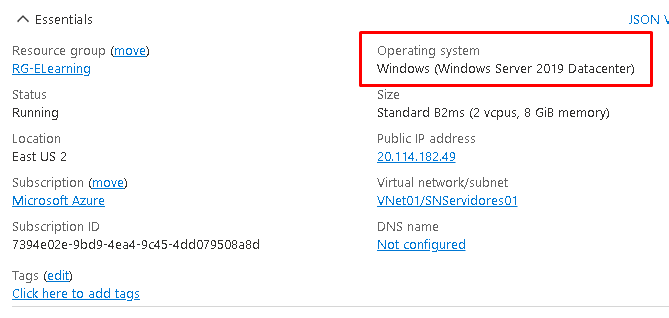 Essentials
JSON V
Resource group (move)
RG-ELearning
Status
Running
Location
East US 2
Subscription (move)
Microsoft Azure
Subscription ID
7394e02e-9bd9-4ea4-9c45-4dd079508a8d
Tags (edit)
Click here to add tags
Operating system
Windows (Windows Server 2019 Datacenter)
Size
Standard B2ms (2 vcpus, 8 GiB memory)
Public IP address
20.114.182.49
Virtual network/subnet
VNet01/SNServidores01
DNS name
Not configured